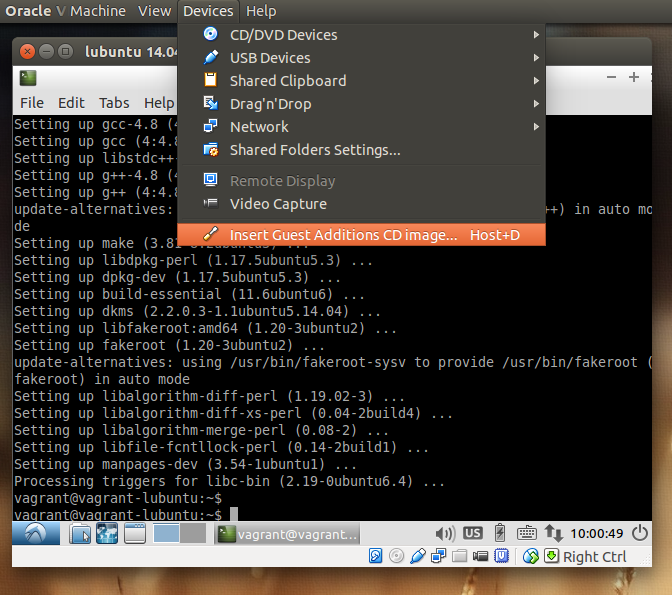 Oracle V Machine View Devices Help
lubuntu 14.04
CD/DVD Devices
USB Devices
Shared Clipboard
Drag'n'Drop
Network
Shared Folders Settings...
Remote Display
Video Capture
Insert Guest Additions CD image... Host+D
File Edit Tabs Help
Setting up gcc-4.8 (4
Setting up gcc (4:4.8
Setting up libstdc++
Setting up g++-4.8 (4
Setting up g++ (4:4.8
update-alternatives: ++) in auto mo
de
Setting up make (3.81-8.2ubuntu3) ...
Setting up libdpkg-perl (1.17.5ubuntu5.3) ...
Setting up dpkg-dev (1.17.5ubuntu5.3) ...
Setting up build-essential (11.6ubuntu6) ...
Setting up dkms (2.2.0.3-1.1ubuntu5.14.04) ...
Setting up libfakeroot:amd64 (1.20-3ubuntu2) ...
Setting up fakeroot (1.20-3ubuntu2) ...
update-alternatives: using /usr/bin/fakeroot-sysv to provide /usr/bin/fakeroot (
fakeroot) in auto mode
Setting up libalgorithm-diff-perl (1.19.02-3) ...
Setting up libalgorithm-diff-xs-perl (0.04-2build4) ...
Setting up libalgorithm-merge-perl (0.08-2) ...
Setting up libfile-fcntllock-perl (0.14-2build1) ...
Setting up manpages-dev (3.54-1ubuntu1) ...
Processing triggers for libc-bin (2.19-0ubuntu6.4) ...
vagrant@vagrant-lubuntu:~$
vagrant@vagrant-lubuntu:~$
vagrant@vagrant... US 10:00:49
Right Ctrl